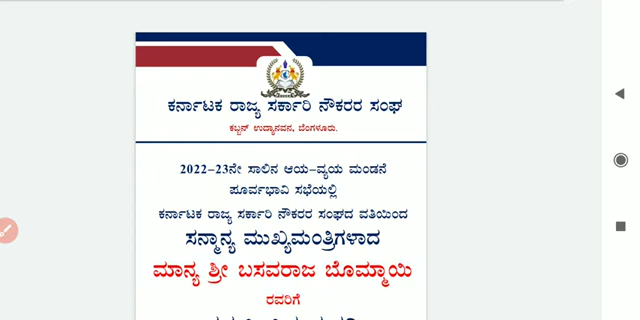 ಕರ್ನಾಟಕ ರಾಜ್ಯ ಸರ್ಕಾರಿ ನೌಕರರ ಸಂಘ
ಕಬ್ಬನ್ ಉದ್ಯಾನವನ, ಬೆಂಗಳೂರು.
2022-23ನೇ ಸಾಲಿನ ಆಯ-ವ್ಯಯ ಮಂಡನೆ
ಪೂರ್ವಭಾವಿ ಸಭೆಯಲ್ಲಿ
ಕರ್ನಾಟಕ ರಾಜ್ಯ ಸರ್ಕಾರಿ ನೌಕರರ ಸಂಘದ ವತಿಯಿಂದ
ಸನ್ಮಾನ್ಯ ಮುಖ್ಯಮಂತ್ರಿಗಳಾದ
ಮಾನ್ಯ ಶ್ರೀ ಬಸವರಾಜ ಬೊಮ್ಮಾಯಿ
ರವರಿಗೆ